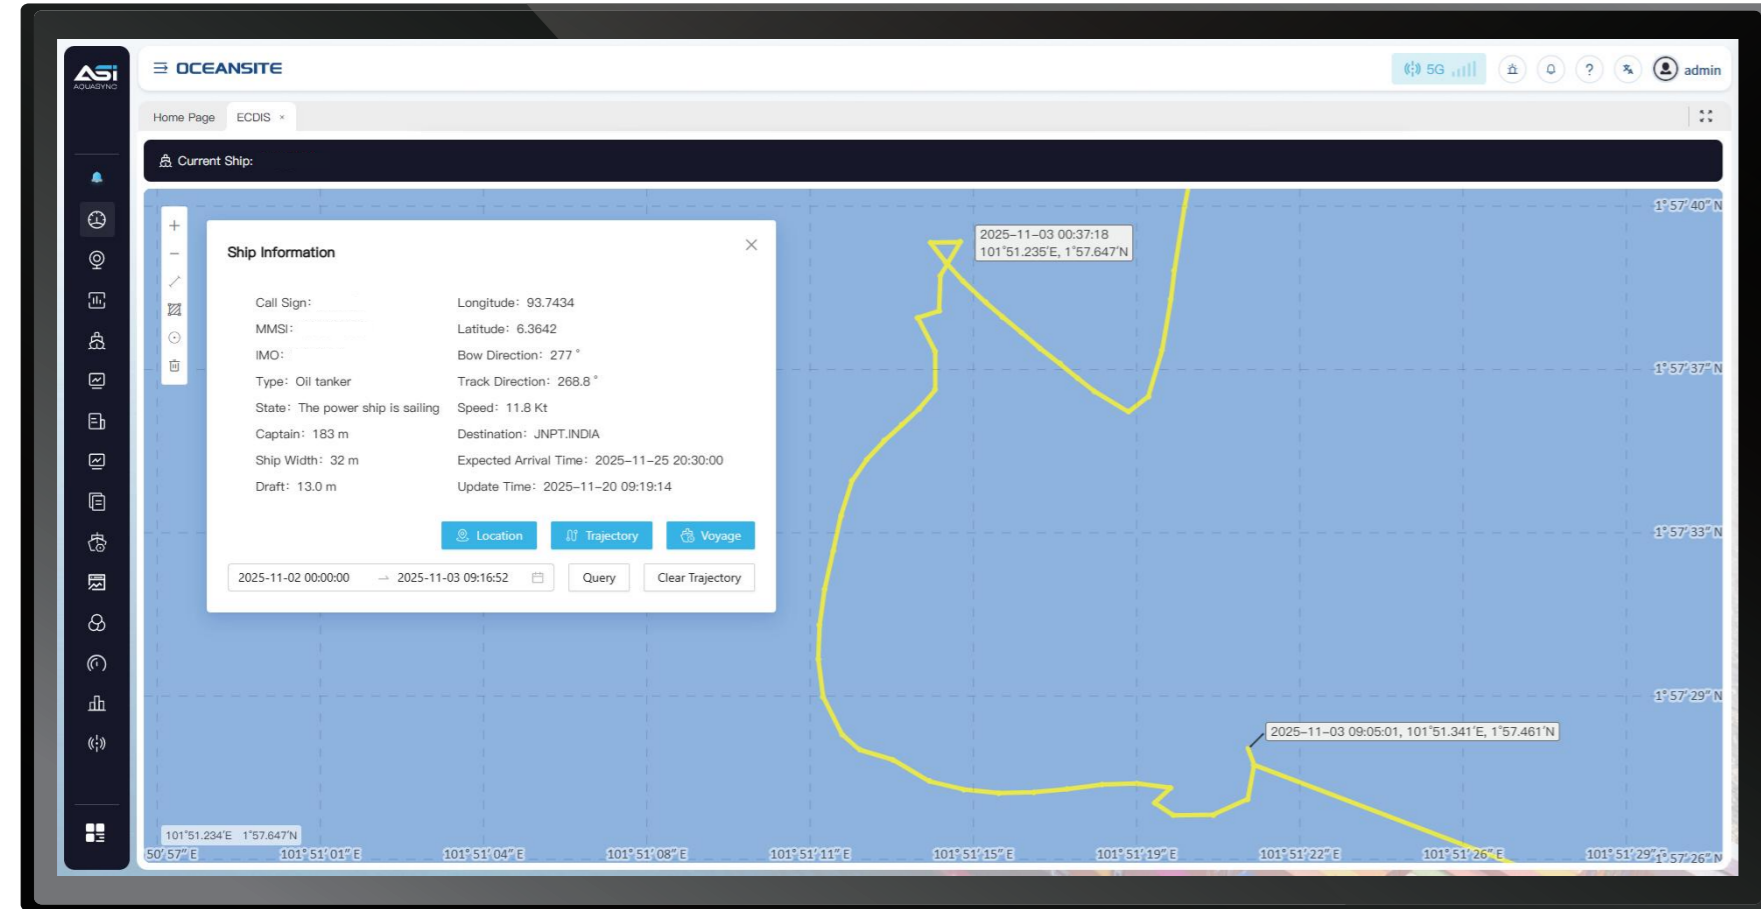 ASi
AQUASYNC
OCEANSITE
5G
admin
Home Page
ECDIS ×
Current Ship:
Ship Information
Call Sign:
Longitude: 93.7434
MMSI:
Latitude: 6.3642
IMO:
Bow Direction: 277 °
Type: Oil tanker
Track Direction: 268.8 °
State: The power ship is sailing
Speed: 11.8 Kt
Captain: 183 m
Destination: JNPT.INDIA
Ship Width: 32 m
Expected Arrival Time: 2025-11-25 20:30:00
Draft: 13.0 m
Update Time: 2025-11-20 09:19:14
Location
Trajectory
Voyage
2025-11-02 00:00:00 → 2025-11-03 09:16:52
Query
Clear Trajectory
2025-11-03 00:37:18
101°51.235′E, 1°57.647′N
2025-11-03 09:05:01, 101°51.341′E, 1°57.461′N
1° 57′ 40″ N
1° 57′ 37″ N
1° 57′ 33″ N
1° 57′ 29″ N
1° 57′ 26″ N
101°51.234′E 1°57.647′N
50′ 57″ E
101° 51′ 01″ E
101° 51′ 04″ E
101° 51′ 08″ E
101° 51′ 11″ E
101° 51′ 15″ E
101° 51′ 19″ E
101° 51′ 22″ E
101° 51′ 26″ E
101° 51′ 29″